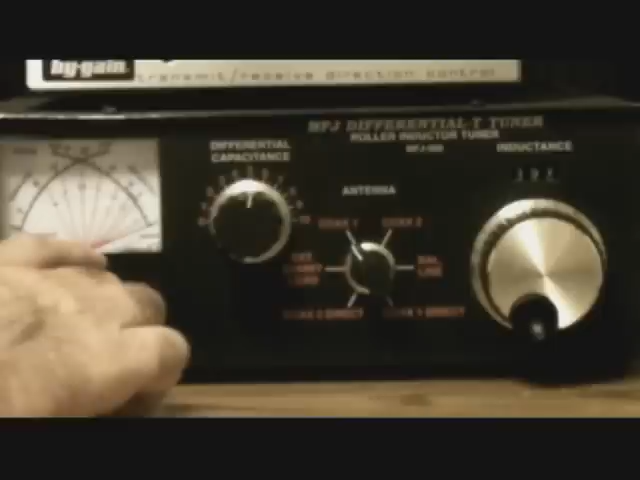 hy-gain
transmit/receive direction control
MFJ DIFFERENTIAL-T TUNER
ROLLER INDUCTOR TUNER
DIFFERENTIAL
CAPACITANCE
INDUCTANCE
ANTENNA
COAX 1
COAX 2
BAL
LINE
COAX 2 DIRECT
COAX 1 DIRECT
10